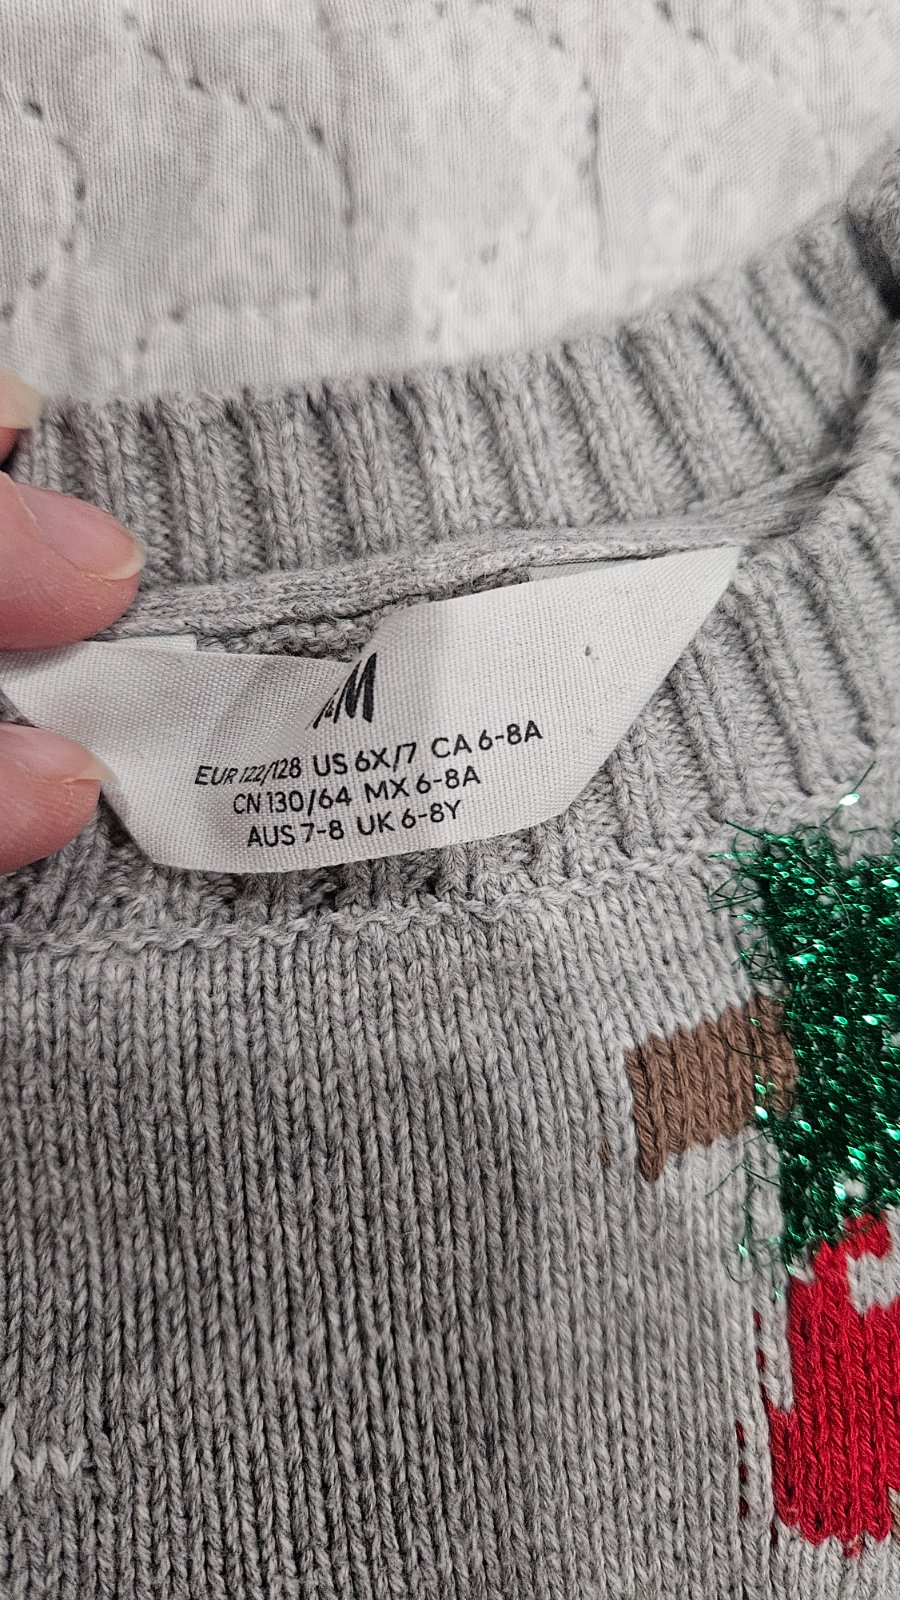 &M
EUR 122/128 US 6X/7 CA 6-8A
CN 130/64 MX 6-8A
AUS 7-8 UK 6-8Y